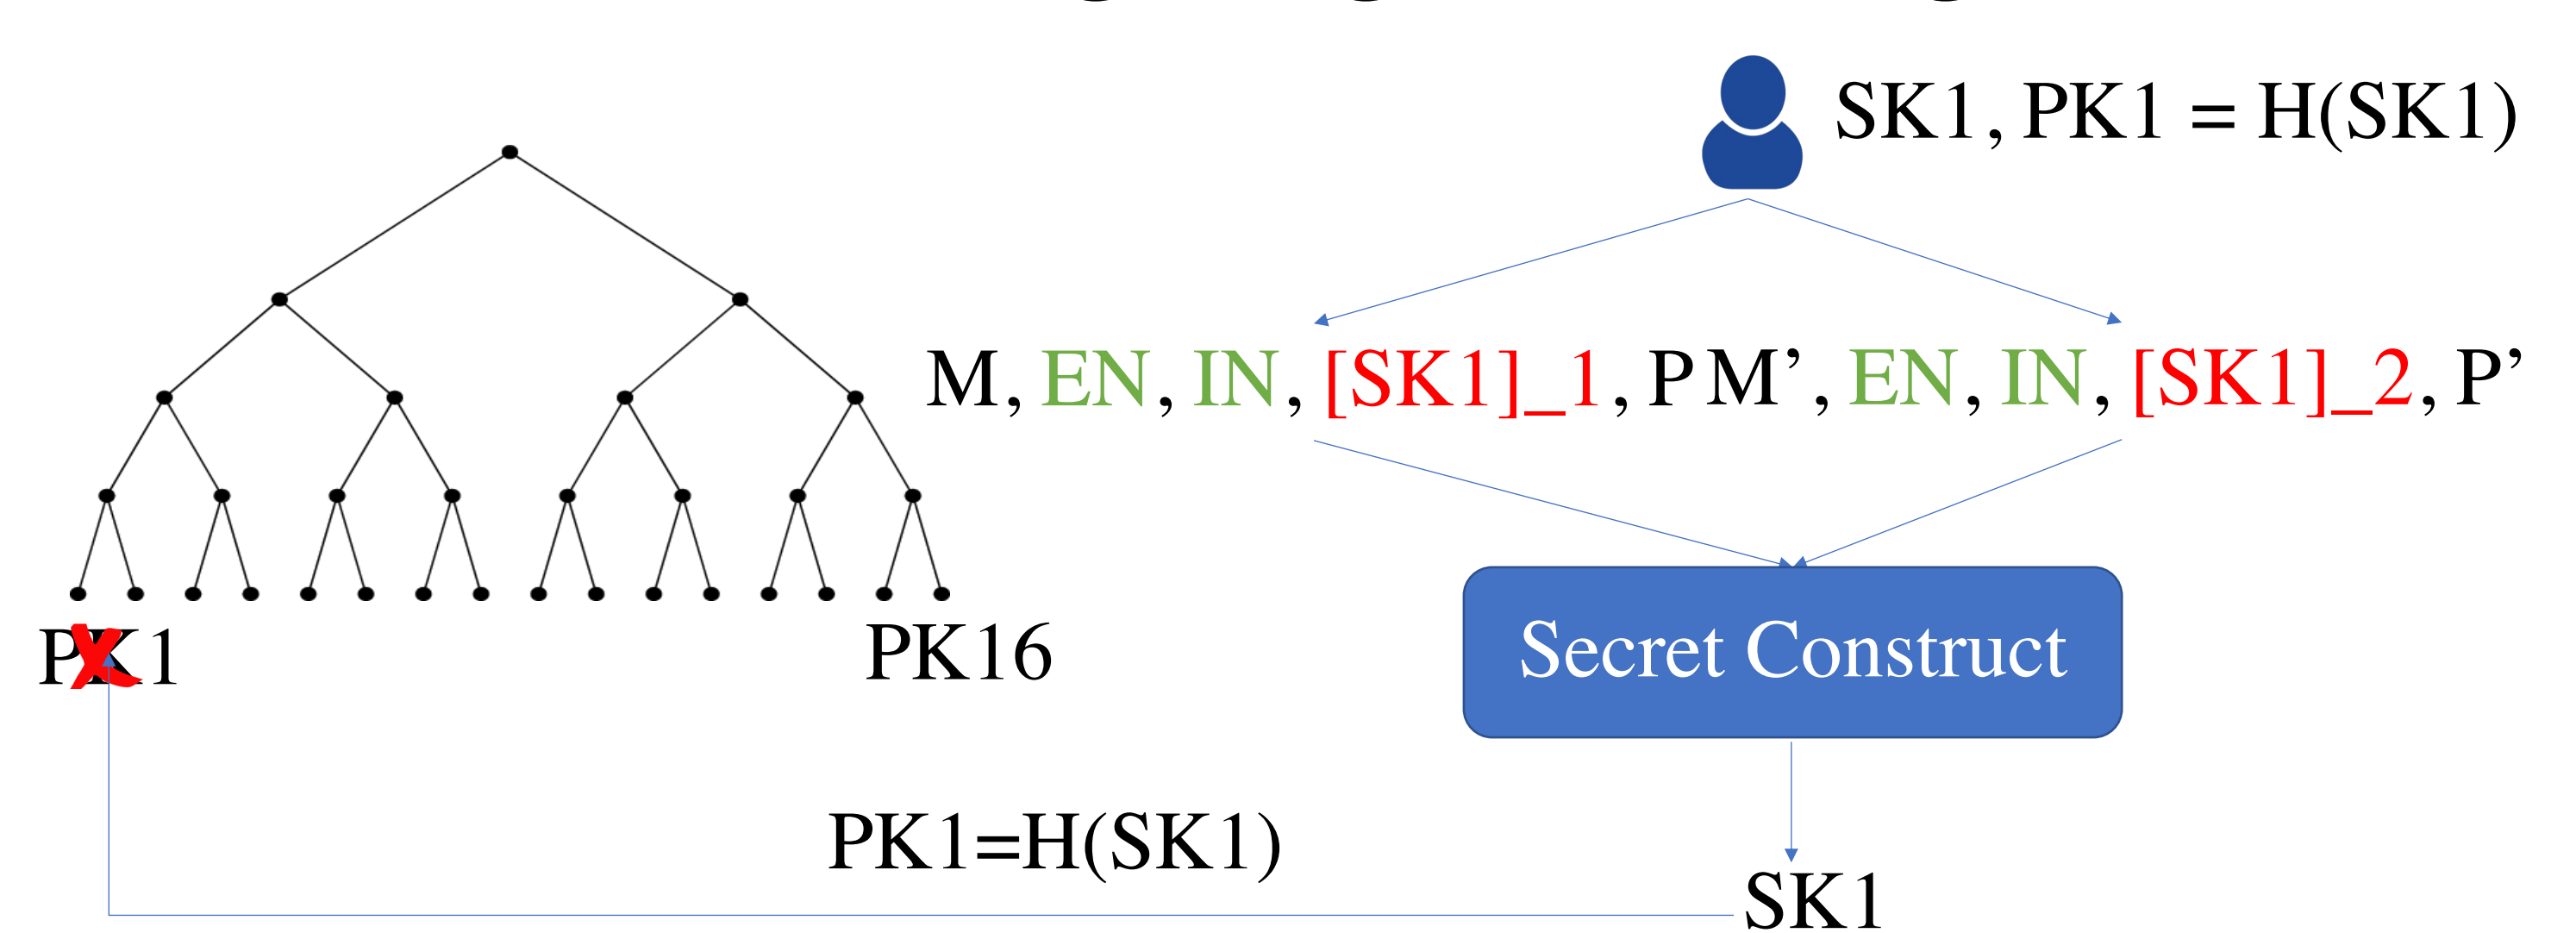 SK1, PK1 = H(SK1)
M, EN, IN, [SK1]_1, P
M’, EN, IN, [SK1]_2, P’
PK1
PK16
Secret Construct
PK1=H(SK1)
SK1